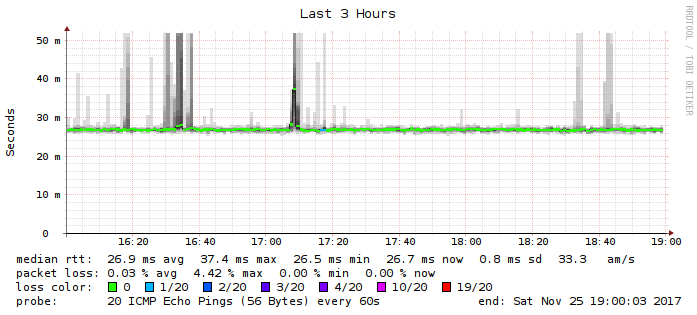 Last 3 Hours
RRDTOOL / TOBI OETIKER
Seconds
50 m
40 m
30 m
20 m
10 m
0
16:20 16:40 17:00 17:20 17:40 18:00 18:20 18:40 19:00
median rtt: 26.9 ms avg 37.4 ms max 26.5 ms min 26.7 ms now 0.8 ms sd 33.3 am/s
packet loss: 0.03 % avg 4.42 % max 0.00 % min 0.00 % now
loss color: 0 1/20 2/20 3/20 4/20 10/20 19/20
probe: 20 ICMP Echo Pings (56 Bytes) every 60s end: Sat Nov 25 19:00:03 2017